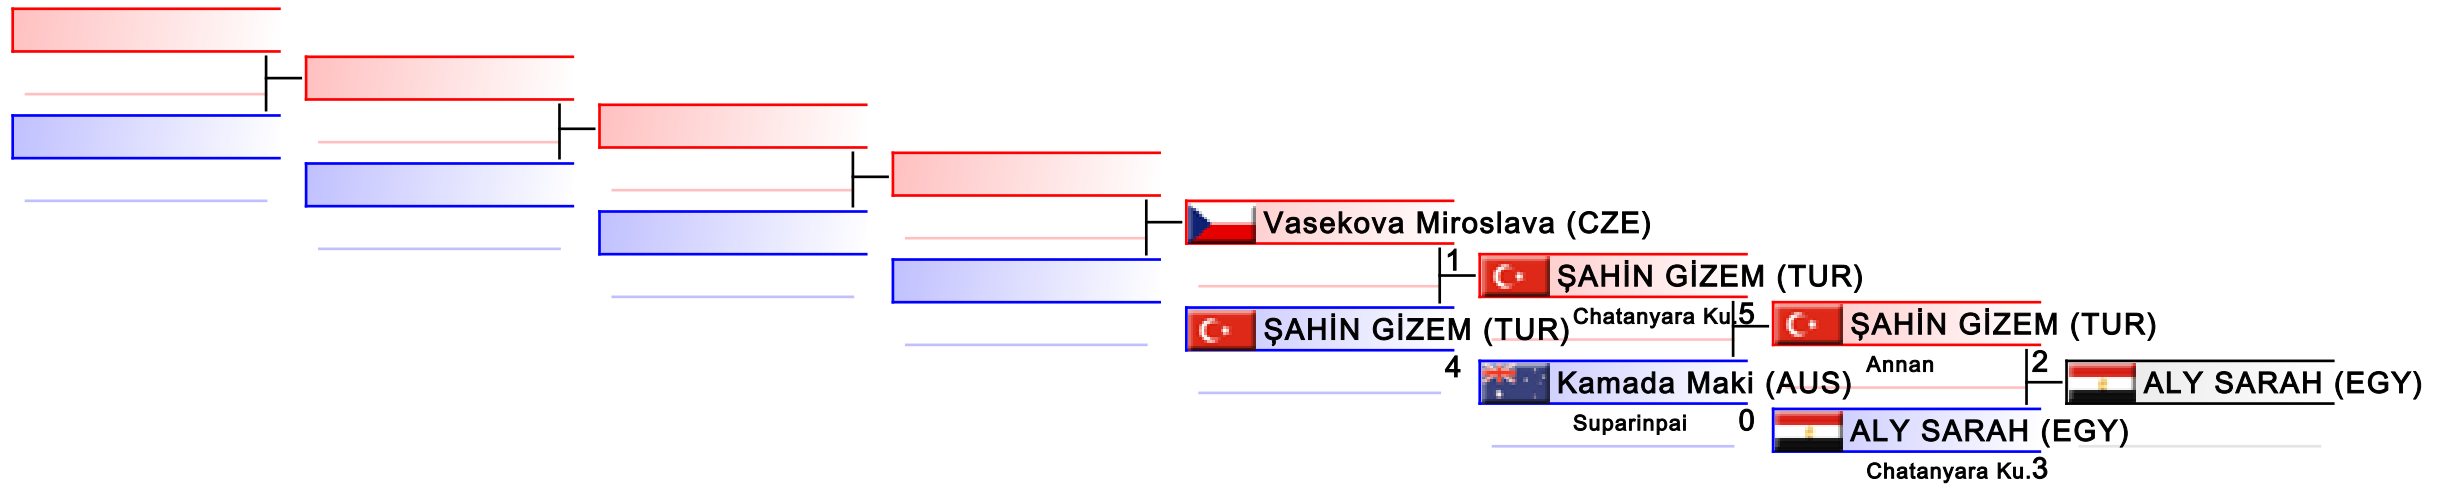 Vasekova Miroslava (CZE)
1
ŞAHİN GİZEM (TUR)
4
ŞAHİN GİZEM (TUR)
Chatanyara Ku.
5
Kamada Maki (AUS)
Suparinpai
0
ŞAHİN GİZEM (TUR)
Annan
2
ALY SARAH (EGY)
Chatanyara Ku.
3
ALY SARAH (EGY)